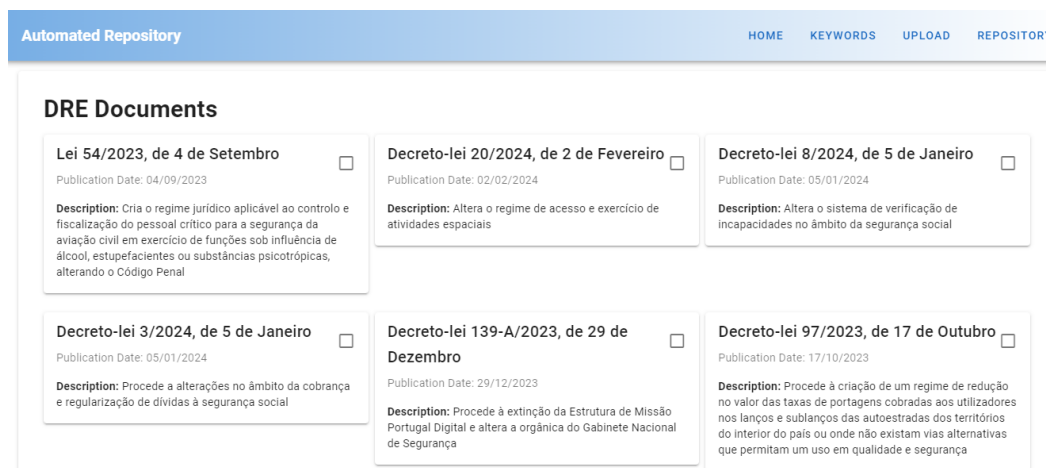 Automated Repository
HOME KEYWORDS UPLOAD REPOSITORY
DRE Documents
Lei 54/2023, de 4 de Setembro
Publication Date: 04/09/2023
Description: Cria o regime jurídico aplicável ao controlo e
fiscalização do pessoal crítico para a segurança da
aviação civil em exercício de funções sob influência de
álcool, estupefacientes ou substâncias psicotrópicas,
alterando o Código Penal
Decreto-lei 20/2024, de 2 de Fevereiro
Publication Date: 02/02/2024
Description: Altera o regime de acesso e exercício de
atividades espaciais
Decreto-lei 8/2024, de 5 de Janeiro
Publication Date: 05/01/2024
Description: Altera o sistema de verificação de
incapacidades no âmbito da segurança social
Decreto-lei 3/2024, de 5 de Janeiro
Publication Date: 05/01/2024
Description: Procede a alterações no âmbito da cobrança
e regularização de dívidas à segurança social
Decreto-lei 139-A/2023, de 29 de
Dezembro
Publication Date: 29/12/2023
Description: Procede à extinção da Estrutura de Missão
Portugal Digital e altera a orgânica do Gabinete Nacional
de Segurança
Decreto-lei 97/2023, de 17 de Outubro
Publication Date: 17/10/2023
Description: Procede à criação de um regime de redução
no valor das taxas de portagens cobradas aos utilizadores
nos lanços e sublanços das autoestradas dos territórios
do interior do país ou onde não existam vias alternativas
que permitam um uso em qualidade e segurança